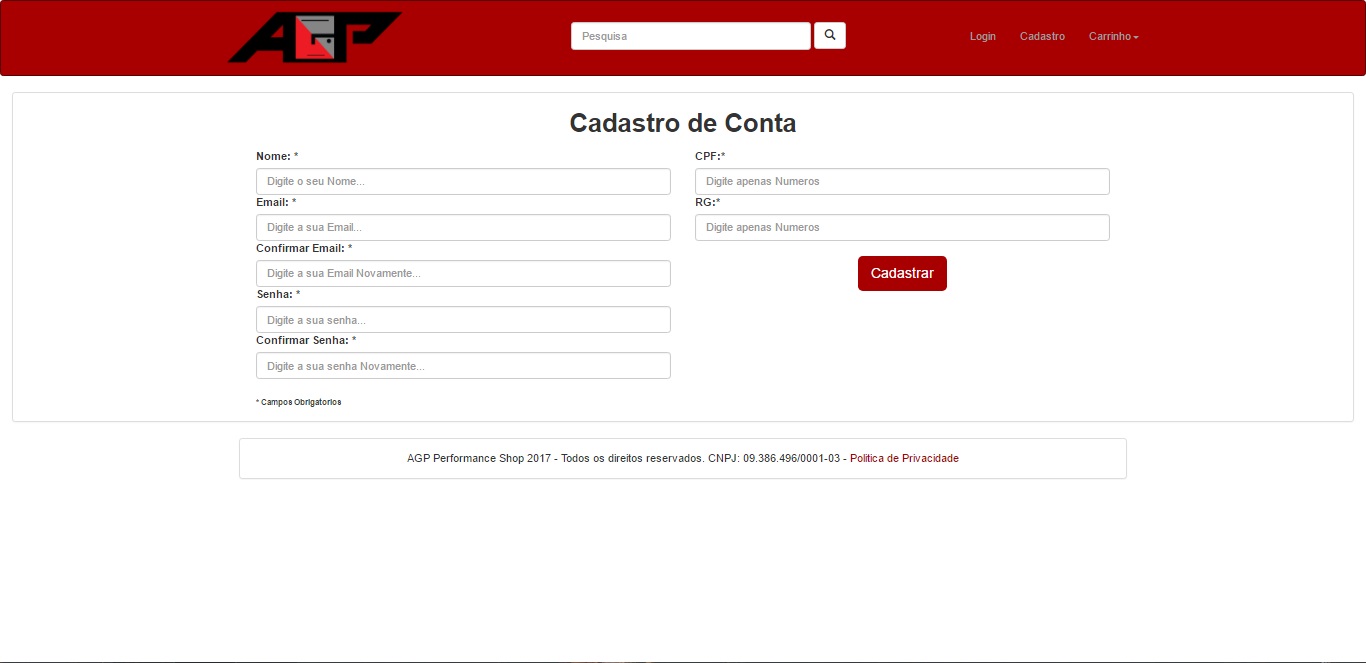 AGP
Pesquisa
Login Cadastro Carrinho
Cadastro de Conta
Nome: *
Digite o seu Nome...
Email: *
Digite a sua Email...
Confirmar Email: *
Digite a sua Email Novamente...
Senha: *
Digite a sua senha...
Confirmar Senha: *
Digite a sua senha Novamente...
* Campos Obrigatorios
CPF:*
Digite apenas Numeros
RG:*
Digite apenas Numeros
Cadastrar
AGP Performance Shop 2017 - Todos os direitos reservados. CNPJ: 09.386.496/0001-03 - Politica de Privacidade